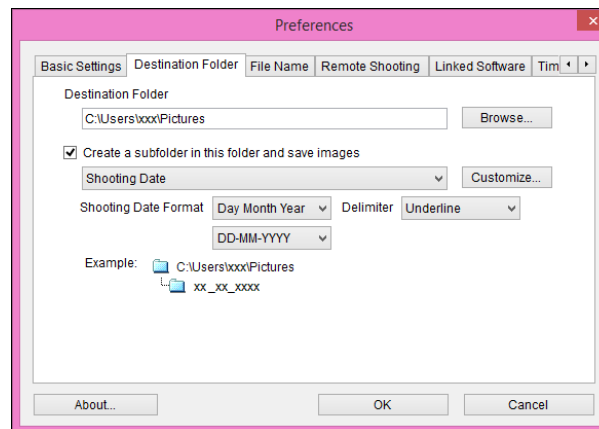 Preferences
Basic Settings Destination Folder File Name Remote Shooting Linked Software Tim
Destination Folder
C:\Users\xxx\Pictures Browse...
Create a subfolder in this folder and save images
Shooting Date Customize...
Shooting Date Format Day Month Year Delimiter Underline
DD-MM-YYYY
Example: C:\Users\xxx\Pictures
xx_xx_xxxx
About... OK Cancel